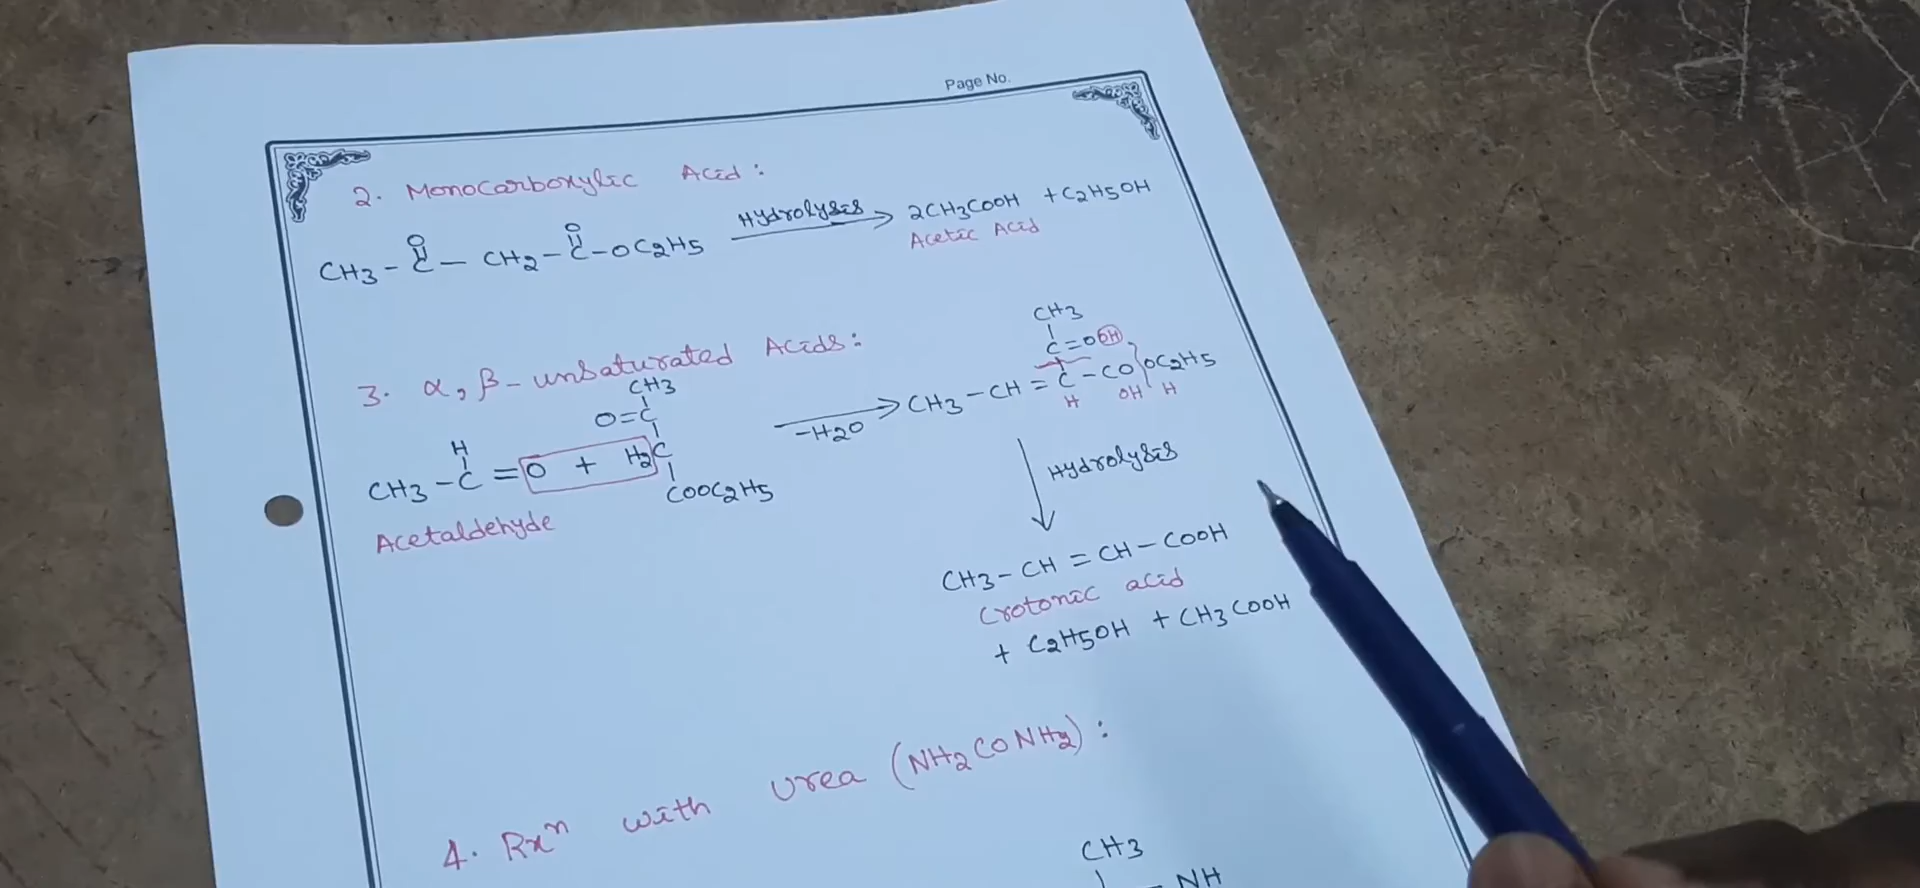 Page No.
2. Monocarboxylic Acid:
O O
CH3 - C - CH2 - C - OC2H5 Hydrolysis → 2CH3COOH + C2H5OH
Acetic Acid
3. α, β - unsaturated Acids:
CH3
C=O OH
CH3 - CH = C - CO OC2H5
H OH H
CH3
O=C
H
CH3 - C = O + H2C
COOC2H5
-H2O
Acetaldehyde
Hydrolysis
CH3 - CH = CH - COOH
Crotonic acid
+ C2H5OH + CH3COOH
4. Rxn with urea (NH2CONH2):
CH3
NH